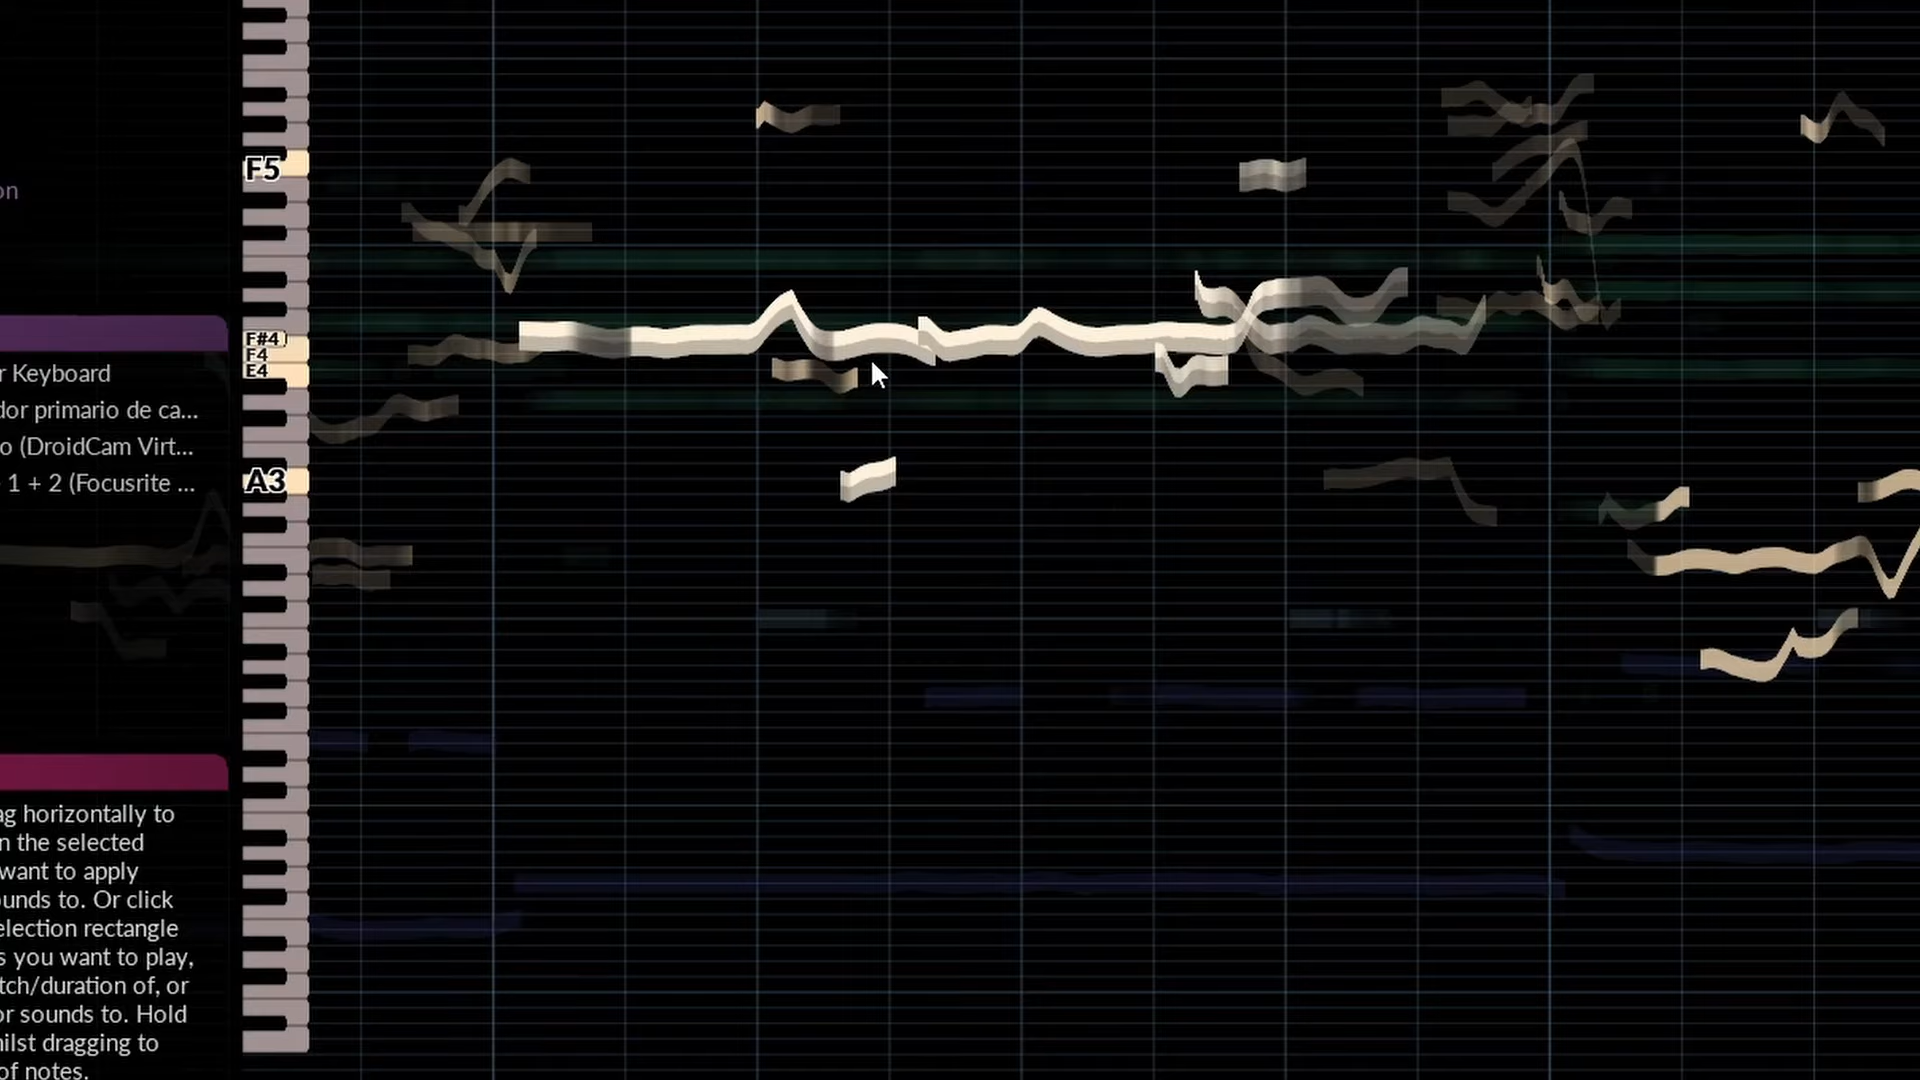 on
F5
F#4
F4
E4
r Keyboard
dor primario de ca...
o (DroidCam Virt...
A3
1 + 2 (Focusrite ...
ag horizontally to
n the selected
want to apply
unds to. Or click
election rectangle
s you want to play,
tch/duration of, or
or sounds to. Hold
ilst dragging to
of notes.